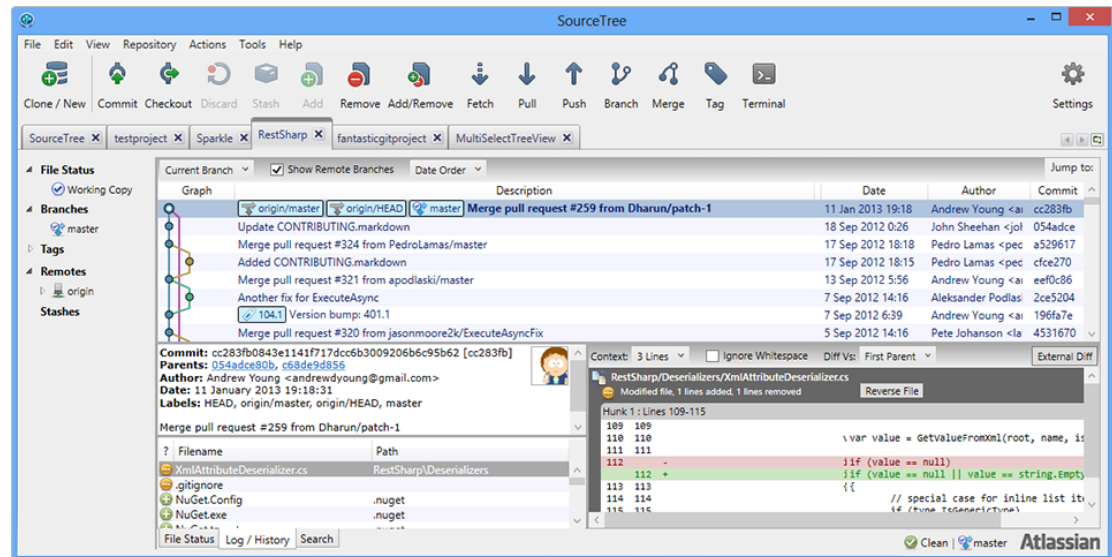 SourceTree
File Edit View Repository Actions Tools Help
Clone / New Commit Checkout Discard Stash Add Remove Add/Remove Fetch Pull Push Branch Merge Tag Terminal Settings
SourceTree testproject Sparkle RestSharp fantasticgitproject MultiSelectTreeView
File Status
Working Copy
Branches
master
Tags
Remotes
origin
Stashes
Current Branch Show Remote Branches Date Order Jump to:
Graph Description Date Author Commit
origin/master origin/HEAD master Merge pull request #259 from Dharun/patch-1 11 Jan 2013 19:18 Andrew Young <ai cc283fb
Update CONTRIBUTING.markdown 18 Sep 2012 0:26 John Sheehan <joh 054adce
Merge pull request #324 from PedroLamas/master 17 Sep 2012 18:18 Pedro Lamas <pec a529617
Added CONTRIBUTING.markdown 17 Sep 2012 18:15 Pedro Lamas <pec cfce270
Merge pull request #321 from apodlaski/master 13 Sep 2012 5:56 Andrew Young <ai eef0c86
Another fix for ExecuteAsync 7 Sep 2012 14:16 Aleksander Podlas 2ce5204
104.1 Version bump: 401.1 7 Sep 2012 6:39 Andrew Young <ai 196fa7e
Merge pull request #320 from jasonmoore2k/ExecuteAsyncFix 5 Sep 2012 14:16 Pete Johanson <la 4531670
Commit: cc283fb0843e1141f717dcc6b3009206b6c95b62 [cc283fb]
Parents: 054adce80b, c68de9d856
Author: Andrew Young <andrewdyoung@gmail.com>
Date: 11 January 2013 19:18:31
Labels: HEAD, origin/master, origin/HEAD, master
Merge pull request #259 from Dharun/patch-1
? Filename Path
XmlAttributeDeserializer.cs RestSharp\Deserializers
.gitignore
NuGet.Config .nuget
NuGet.exe .nuget
File Status Log / History Search
Context: 3 Lines Ignore Whitespace Diff Vs: First Parent External Diff
RestSharp/Deserializers/XmlAttributeDeserializer.cs
Modified file, 1 lines added, 1 lines removed Reverse File
Hunk 1 : Lines 109-115
109 109
110 110 \var value = GetValueFromXml(root, name, is
111 111
112 - if (value == null)
112 + if (value == null || value == string.Empty
113 113 {
114 114 // special case for inline list ite
115 115 if (type.IsGenericType)
Clean master Atlassian